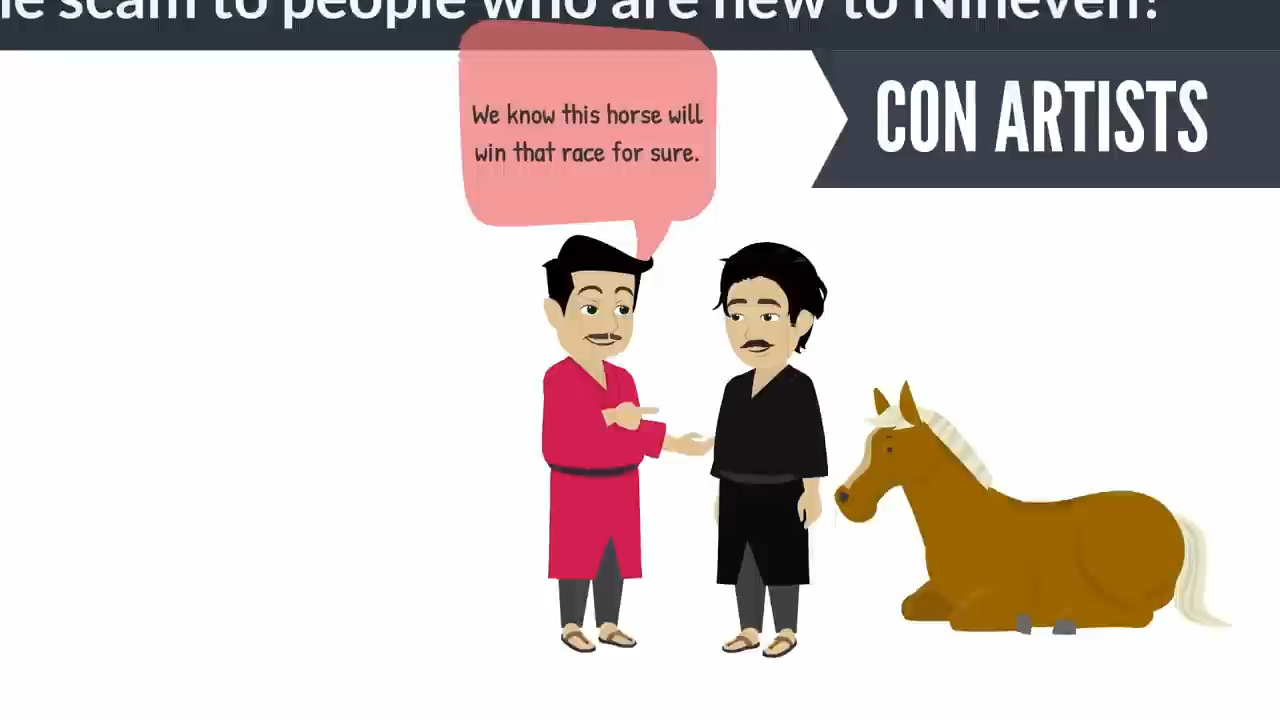 scam to people who are new to Nineveh?
CON ARTISTS
We know this horse will
win that race for sure.